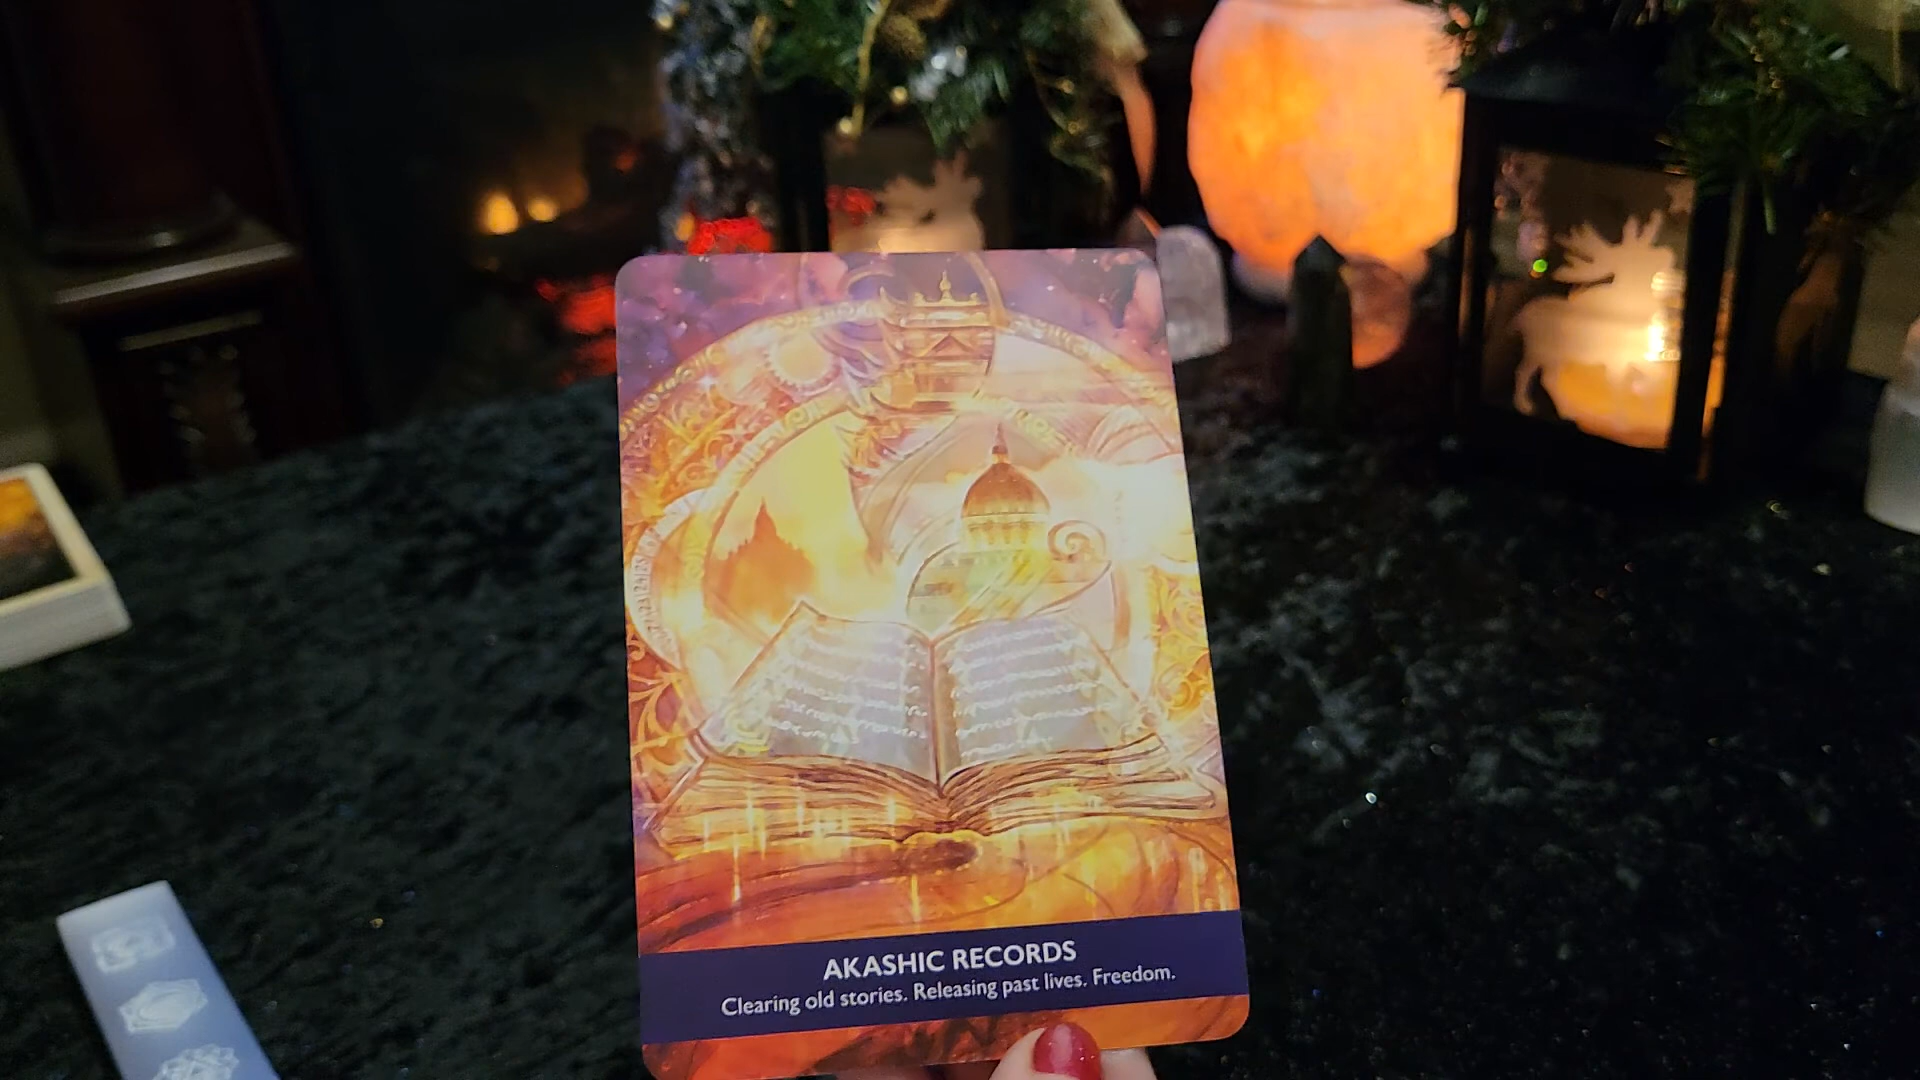 AKASHIC RECORDS
Clearing old stories. Releasing past lives. Freedom.